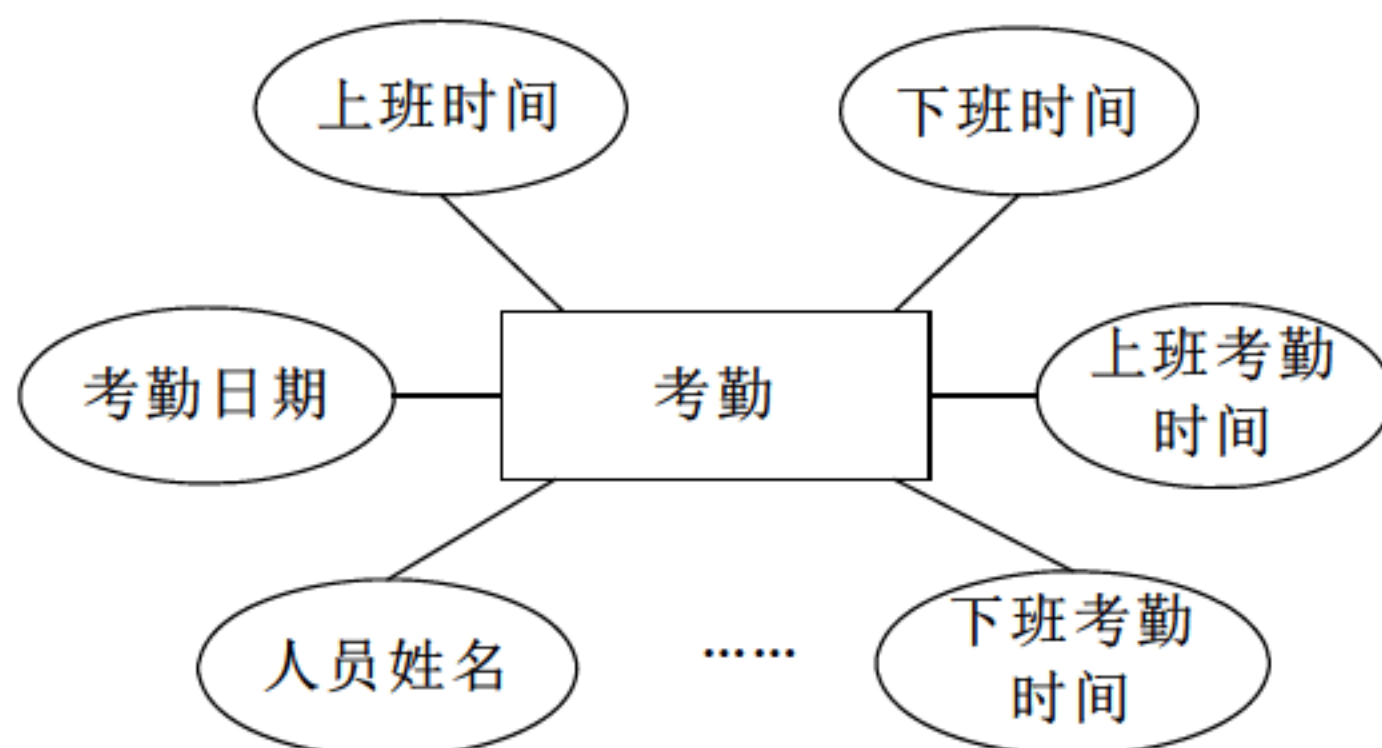 上班时间
下班时间
考勤日期
考勤
上班考勤
时间
人员姓名
……
下班考勤
时间